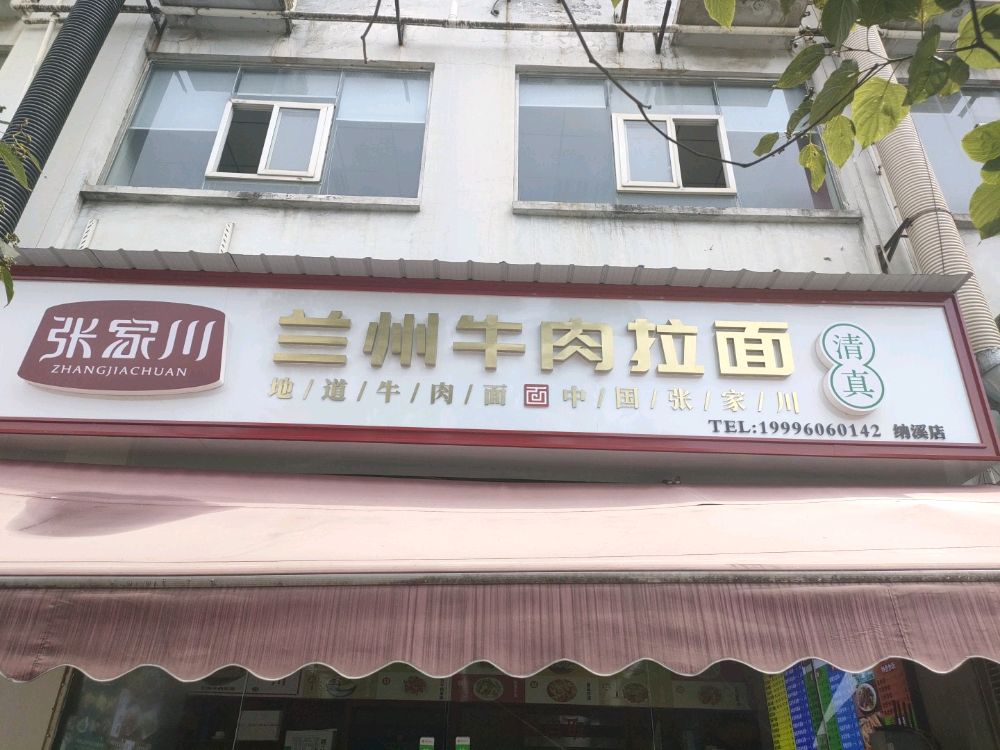 张家川
ZHANGJIACHUAN
兰州牛肉拉面
清真
地/道/牛/肉/面 面 中/国/张/家/川
TEL:19996060142 纳溪店